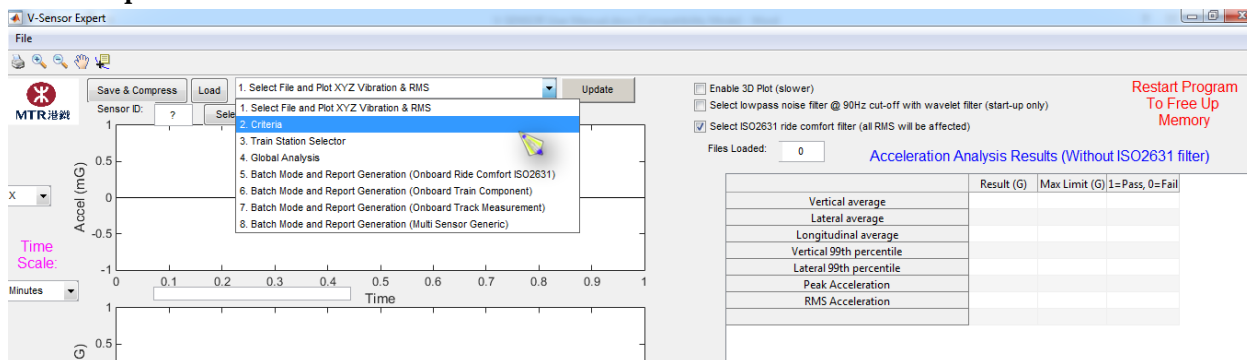 V-Sensor Expert
File
MTR港鐵
Save & Compress
Load
1. Select File and Plot XYZ Vibration & RMS
Update
Sensor ID:
?
Sele
1. Select File and Plot XYZ Vibration & RMS
2. Criteria
3. Train Station Selector
4. Global Analysis
5. Batch Mode and Report Generation (Onboard Ride Comfort ISO2631)
6. Batch Mode and Report Generation (Onboard Train Component)
7. Batch Mode and Report Generation (Onboard Track Measurement)
8. Batch Mode and Report Generation (Multi Sensor Generic)
X
Time
Scale:
Minutes
Accel (mG)
1
0.5
0
-0.5
-1
0 0.1 0.2 0.3 0.4 0.5 0.6 0.7 0.8 0.9 1
Time
1
0.5
G)
Enable 3D Plot (slower)
Select lowpass noise filter @ 90Hz cut-off with wavelet filter (start-up only)
Select ISO2631 ride comfort filter (all RMS will be affected)
Restart Program
To Free Up
Memory
Files Loaded:
0
Acceleration Analysis Results (Without ISO2631 filter)
Result (G) Max Limit (G) 1=Pass, 0=Fail
Vertical average
Lateral average
Longitudinal average
Vertical 99th percentile
Lateral 99th percentile
Peak Acceleration
RMS Acceleration